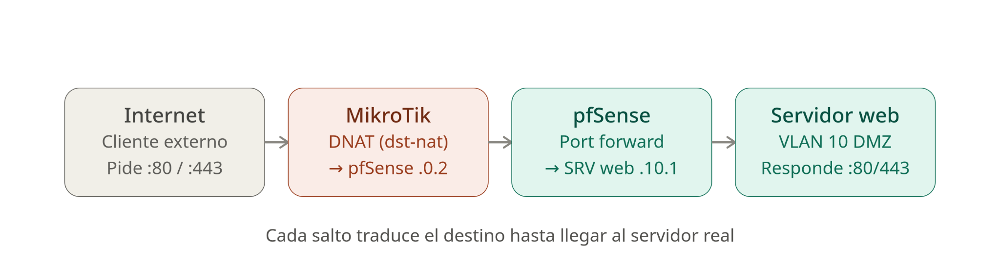 Internet
Cliente externo
Pide :80 / :443
MikroTik
DNAT (dst-nat)
→ pfSense .0.2
pfSense
Port forward
→ SRV web .10.1
Servidor web
VLAN 10 DMZ
Responde :80/443
Cada salto traduce el destino hasta llegar al servidor real